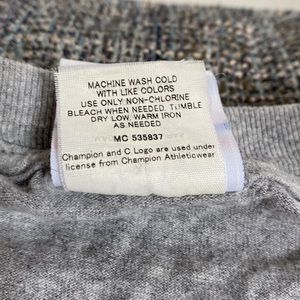 MACHINE WASH COLD
WITH LIKE COLORS
USE ONLY NON-CHLORINE
BLEACH WHEN NEEDED. TUMBLE
DRY LOW, WARM IRON
AS NEEDED
MC 535837
Champion and C Logo are used under
license from Champion Athleticwear